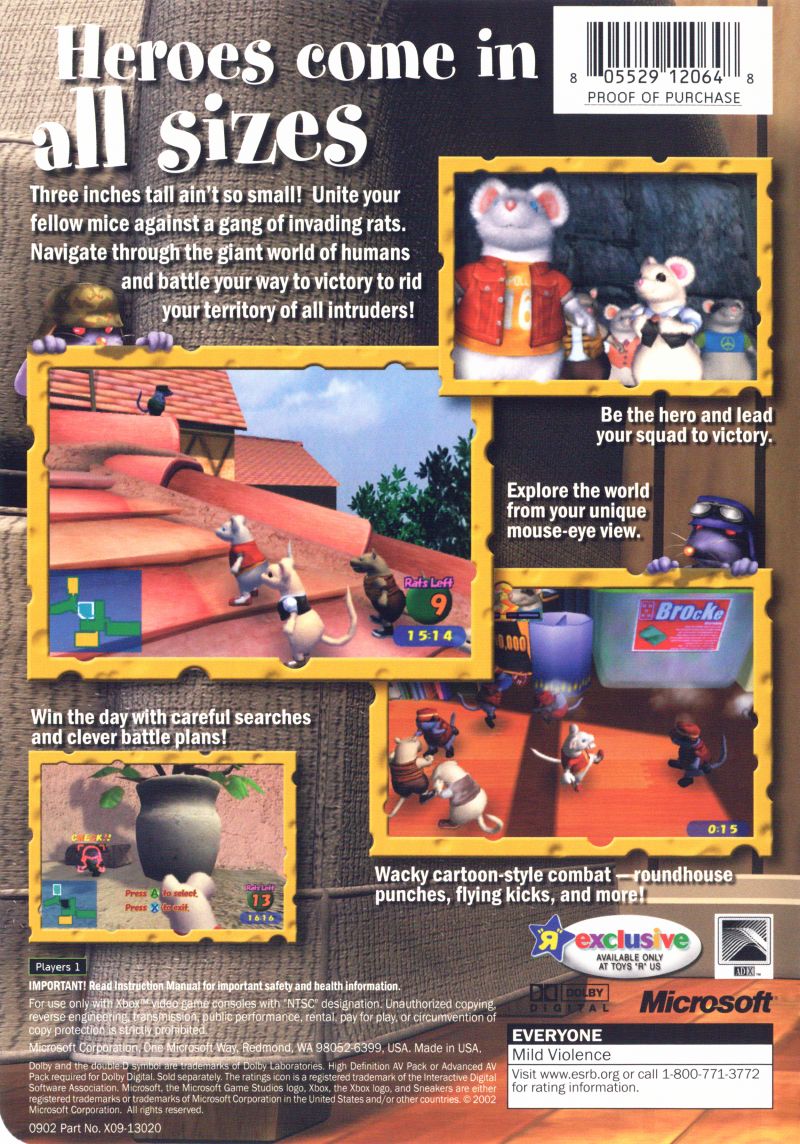 Heroes come in
all sizes
8 05529 12064 8
PROOF OF PURCHASE
Three inches tall ain't so small! Unite your
fellow mice against a gang of invading rats.
Navigate through the giant world of humans
and battle your way to victory to rid
your territory of all intruders!
APOLLO
16
Be the hero and lead
your squad to victory.
Rats Left
9
15:14
Explore the world
from your unique
mouse-eye view.
BROCKE
0,000
0:15
Win the day with careful searches
and clever battle plans!
CHECK!!
Press A to select.
Press X to exit.
Rats Left
13
16:16
Wacky cartoon-style combat — roundhouse
punches, flying kicks, and more!
"R" exclusive
AVAILABLE ONLY
AT TOYS "R" US
ADEX ™
DOLBY
DIGITAL
Microsoft®
Players 1
IMPORTANT! Read Instruction Manual for important safety and health information.
For use only with Xbox™ video game consoles with "NTSC" designation. Unauthorized copying,
reverse engineering, transmission, public performance, rental, pay for play, or circumvention of
copy protection is strictly prohibited.
Microsoft Corporation, One Microsoft Way, Redmond, WA 98052-6399, USA. Made in USA.
Dolby and the double-D symbol are trademarks of Dolby Laboratories. High Definition AV Pack or Advanced AV
Pack required for Dolby Digital. Sold separately. The ratings icon is a registered trademark of the Interactive Digital
Software Association. Microsoft, the Microsoft Game Studios logo, Xbox, the Xbox logo, and Sneakers are either
registered trademarks or trademarks of Microsoft Corporation in the United States and/or other countries. © 2002
Microsoft Corporation. All rights reserved.
0902 Part No. X09-13020
EVERYONE
Mild Violence
Visit www.esrb.org or call 1-800-771-3772
for rating information.